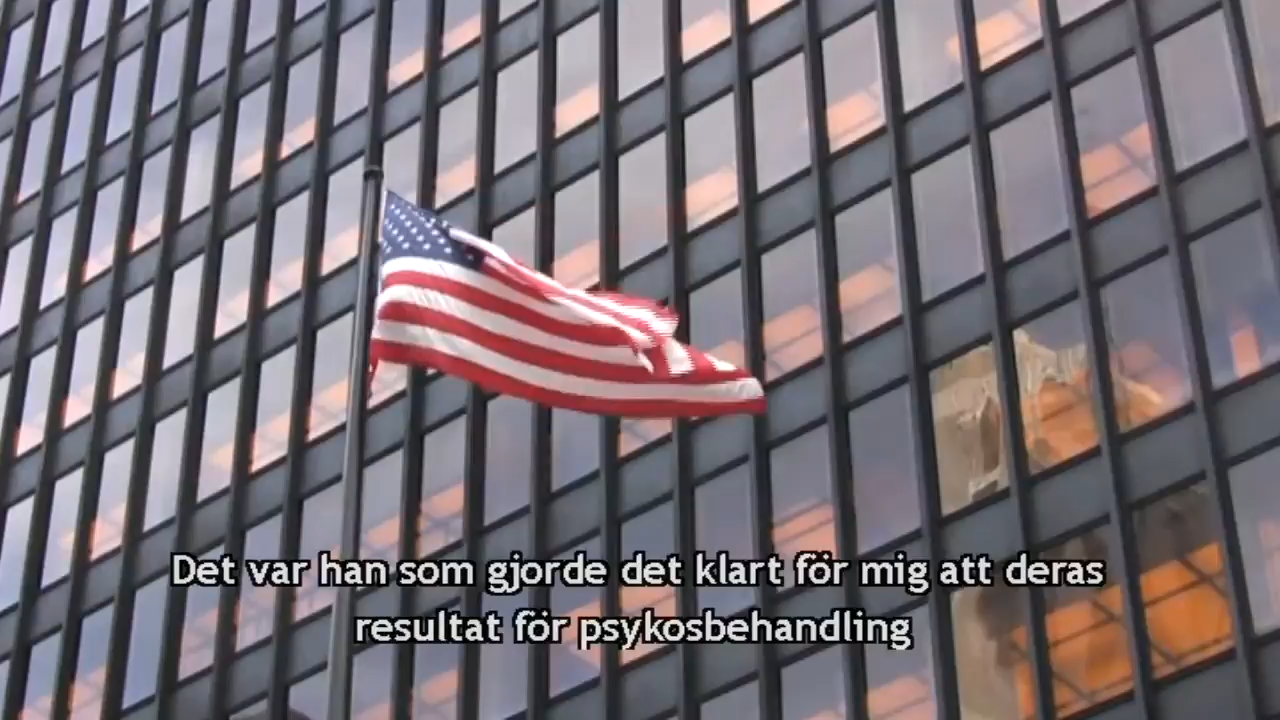 Det var han som gjorde det klart för mig att deras
resultat för psykosbehandling